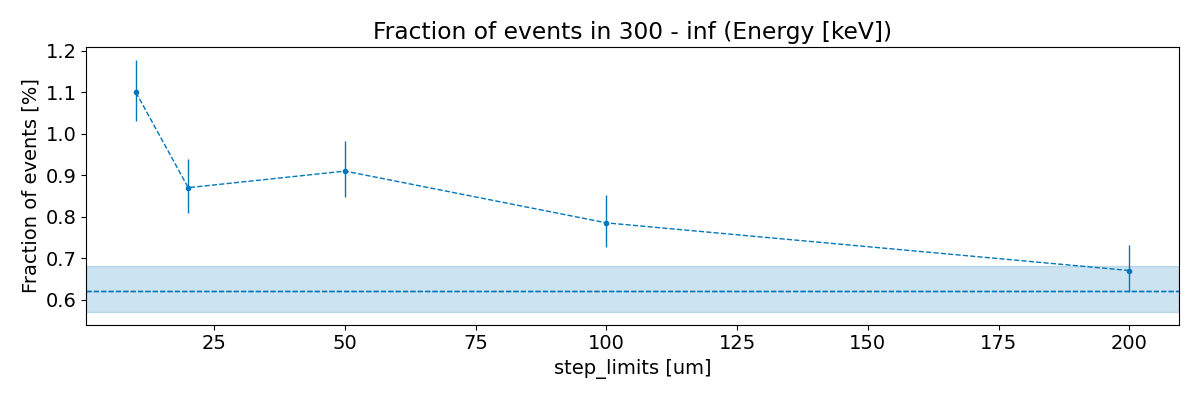 Fraction of events in 300 - inf (Energy [keV])
Fraction of events [%]
1.2
1.1
1.0
0.9
0.8
0.7
0.6
25 50 75 100 125 150 175 200
step_limits [um]